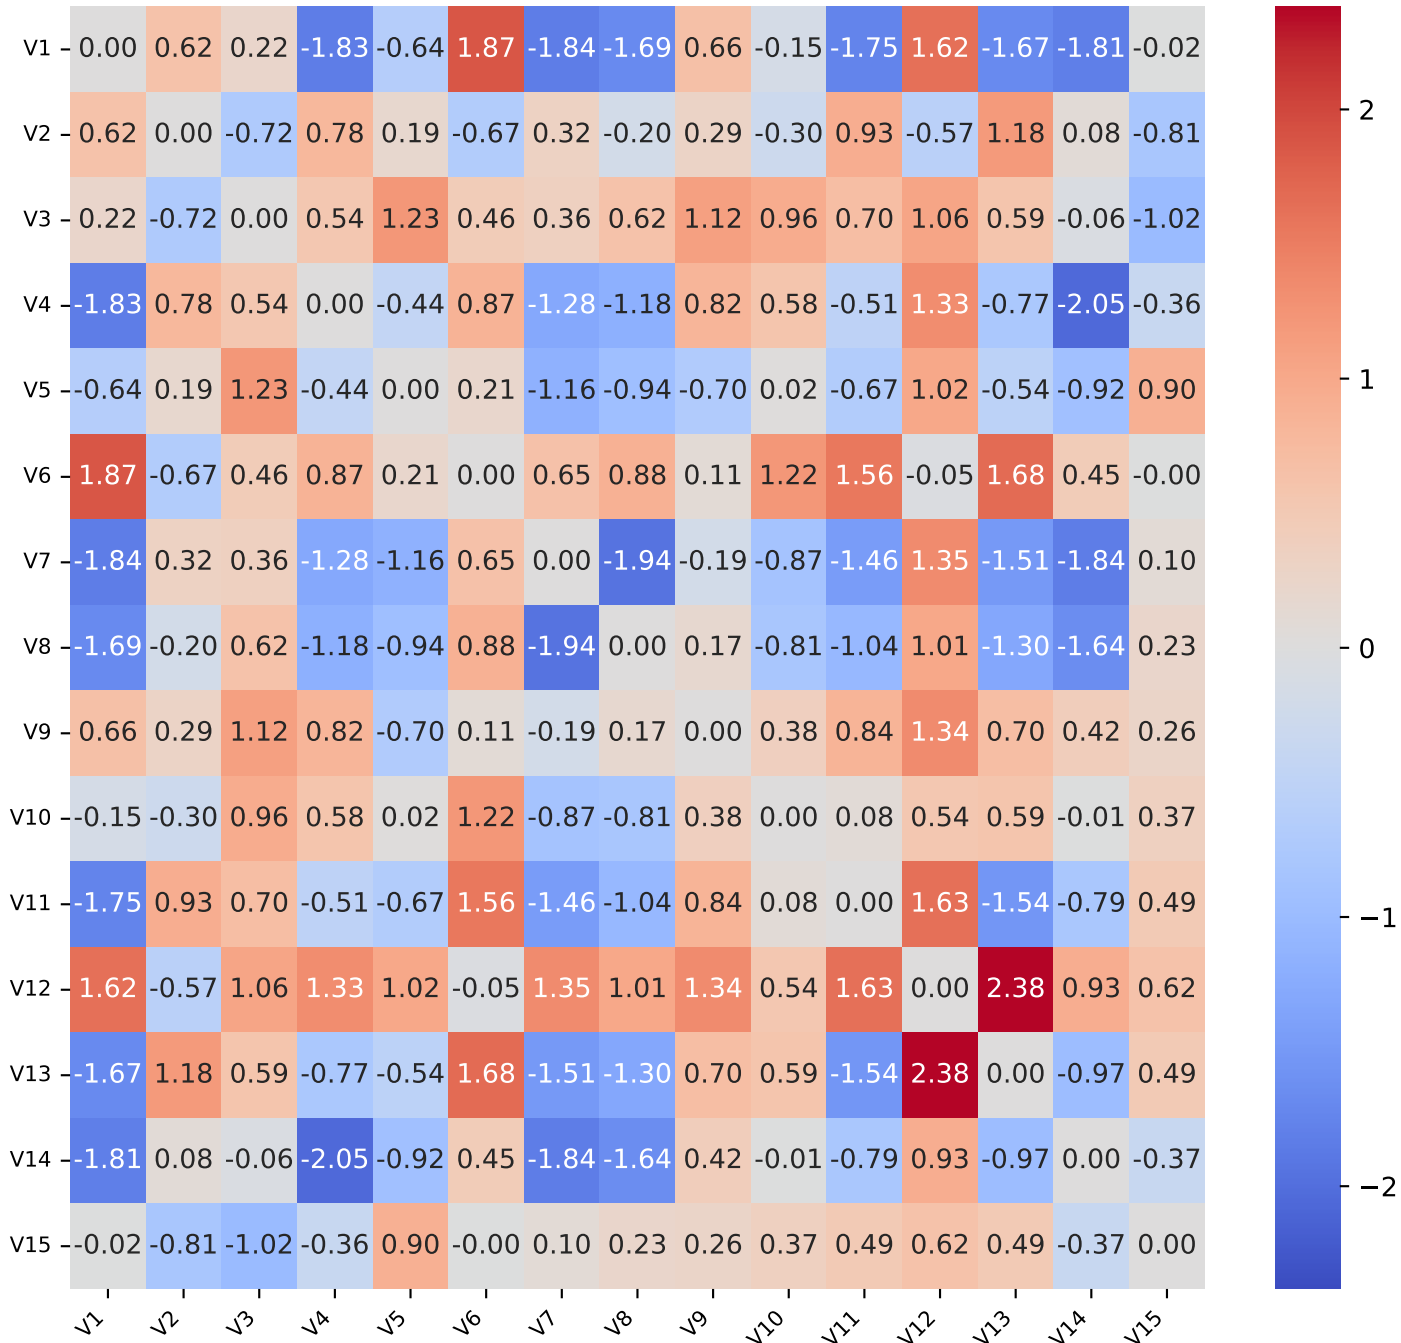 V1 0.00 0.62 0.22 -1.83 -0.64 1.87 -1.84 -1.69 0.66 -0.15 -1.75 1.62 -1.67 -1.81 -0.02
2
V2 0.62 0.00 -0.72 0.78 0.19 -0.67 0.32 -0.20 0.29 -0.30 0.93 -0.57 1.18 0.08 -0.81
V3 0.22 -0.72 0.00 0.54 1.23 0.46 0.36 0.62 1.12 0.96 0.70 1.06 0.59 -0.06 -1.02
V4 -1.83 0.78 0.54 0.00 -0.44 0.87 -1.28 -1.18 0.82 0.58 -0.51 1.33 -0.77 -2.05 -0.36
1
V5 -0.64 0.19 1.23 -0.44 0.00 0.21 -1.16 -0.94 -0.70 0.02 -0.67 1.02 -0.54 -0.92 0.90
V6 1.87 -0.67 0.46 0.87 0.21 0.00 0.65 0.88 0.11 1.22 1.56 -0.05 1.68 0.45 -0.00
V7 -1.84 0.32 0.36 -1.28 -1.16 0.65 0.00 -1.94 -0.19 -0.87 -1.46 1.35 -1.51 -1.84 0.10
V8 -1.69 -0.20 0.62 -1.18 -0.94 0.88 -1.94 0.00 0.17 -0.81 -1.04 1.01 -1.30 -1.64 0.23
0
V9 0.66 0.29 1.12 0.82 -0.70 0.11 -0.19 0.17 0.00 0.38 0.84 1.34 0.70 0.42 0.26
V10 -0.15 -0.30 0.96 0.58 0.02 1.22 -0.87 -0.81 0.38 0.00 0.08 0.54 0.59 -0.01 0.37
V11 -1.75 0.93 0.70 -0.51 -0.67 1.56 -1.46 -1.04 0.84 0.08 0.00 1.63 -1.54 -0.79 0.49
−1
V12 1.62 -0.57 1.06 1.33 1.02 -0.05 1.35 1.01 1.34 0.54 1.63 0.00 2.38 0.93 0.62
V13 -1.67 1.18 0.59 -0.77 -0.54 1.68 -1.51 -1.30 0.70 0.59 -1.54 2.38 0.00 -0.97 0.49
V14 -1.81 0.08 -0.06 -2.05 -0.92 0.45 -1.84 -1.64 0.42 -0.01 -0.79 0.93 -0.97 0.00 -0.37
−2
V15 -0.02 -0.81 -1.02 -0.36 0.90 -0.00 0.10 0.23 0.26 0.37 0.49 0.62 0.49 -0.37 0.00
V1 V2 V3 V4 V5 V6 V7 V8 V9 V10 V11 V12 V13 V14 V15